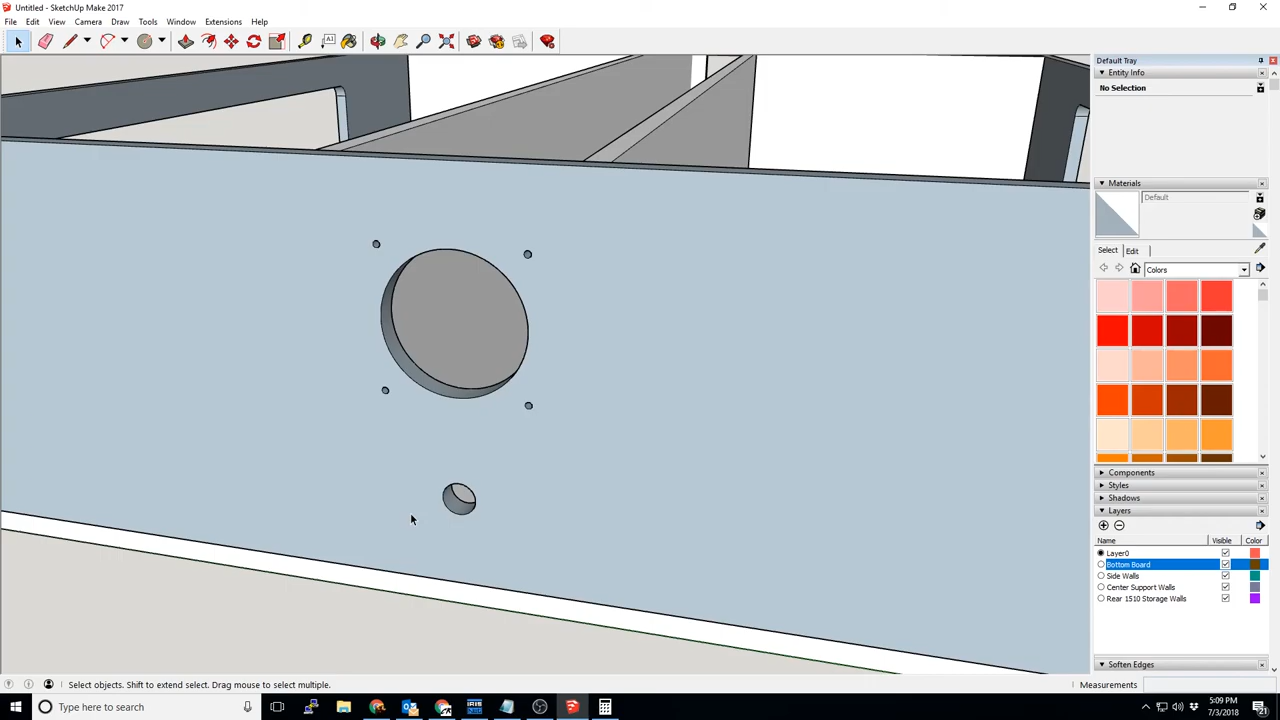 Untitled - SketchUp Make 2017
File Edit View Camera Draw Tools Window Extensions Help
Default Tray
Entity Info
No Selection
Materials
Default
Select Edit
Colors
Components
Styles
Shadows
Layers
Name Visible Color
Layer0
Bottom Board
Side Walls
Center Support Walls
Rear 1510 Storage Walls
Soften Edges
Select objects. Shift to extend select. Drag mouse to select multiple.
Measurements
Type here to search
5:09 PM
7/3/2018